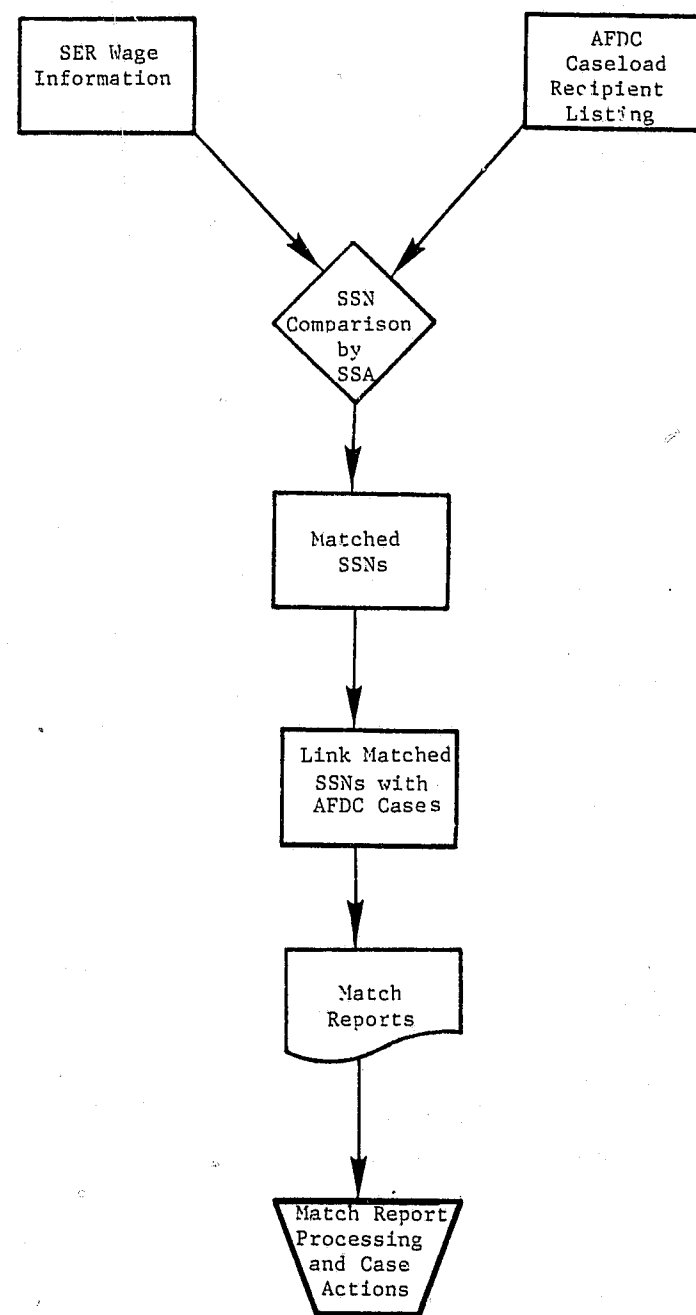 SER Wage
Information
AFDC
Caseload
Recipient
Listing
SSN
Comparison
by
SSA
Matched
SSNs
Link Matched
SSNs with
AFDC Cases
Match
Reports
Match Report
Processing
and Case
Actions